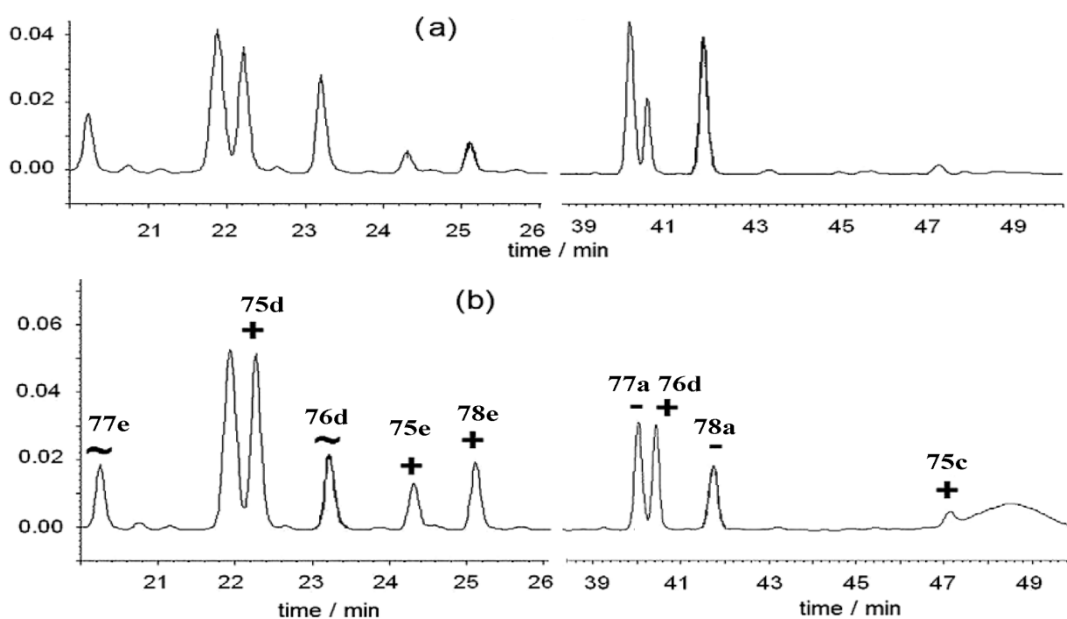 (a)
0.04
0.02
0.00
21 22 23 24 25 26 39 41 43 45 47 49
time / min
(b)
75d
+
0.06
0.04
77a 76d
- +
77e 76d 75e 78e 78a
~ ~ + + -
75c
+
0.02
0.00
21 22 23 24 25 26 39 41 43 45 47 49
time / min time / min